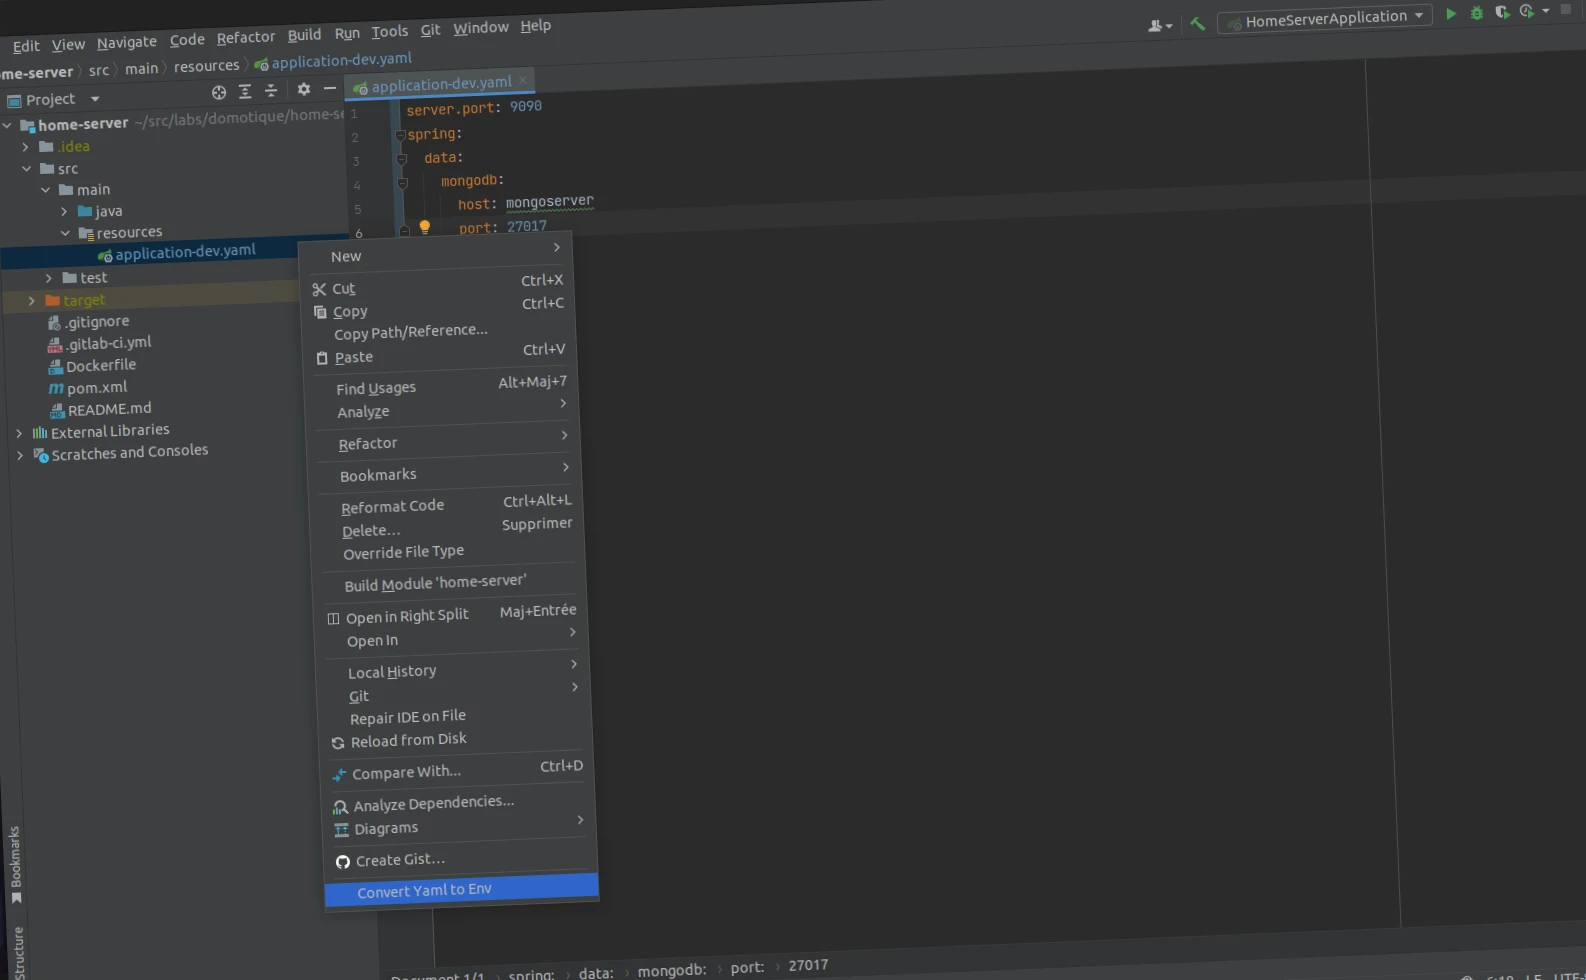 Edit View Navigate Code Refactor Build Run Tools Git Window Help
me-server src main resources application-dev.yaml
HomeServerApplication
Project
application-dev.yaml
home-server ~/src/labs/domotique/home-se
.idea
src
main
java
resources
application-dev.yaml
test
target
.gitignore
.gitlab-ci.yml
Dockerfile
pom.xml
README.md
External Libraries
Scratches and Consoles
1 server.port: 9090
2 spring:
3 data:
4 mongodb:
5 host: mongoserver
6 port: 27017
New
Cut Ctrl+X
Copy Ctrl+C
Copy Path/Reference...
Paste Ctrl+V
Find Usages Alt+Maj+7
Analyze
Refactor
Bookmarks
Reformat Code Ctrl+Alt+L
Delete... Supprimer
Override File Type
Build Module 'home-server'
Open in Right Split Maj+Entrée
Open In
Local History
Git
Repair IDE on File
Reload from Disk
Compare With... Ctrl+D
Analyze Dependencies...
Diagrams
Create Gist...
Convert Yaml to Env
Bookmarks
Structure
Document 1/1 spring: data: mongodb: port: 27017